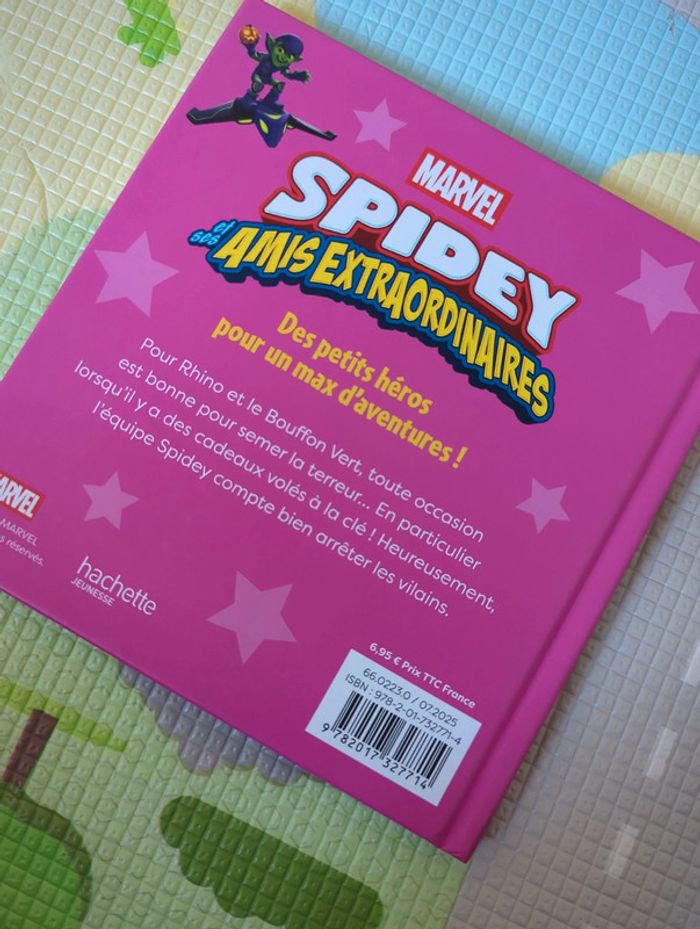 MARVEL
SPIDEY
et ses
AMIS EXTRAORDINAIRES
Des petits héros
pour un max d'aventures !
Pour Rhino et le Bouffon Vert, toute occasion
est bonne pour semer la terreur... En particulier
lorsqu'il y a des cadeaux volés à la clé ! Heureusement,
l'équipe Spidey compte bien arrêter les vilains.
MARVEL
MARVEL
réservés.
hachette
JEUNESSE
6,95 € Prix TTC France
66.0223.0 / 07.2025
ISBN : 978-2-01-732771-4
9 782017 327714